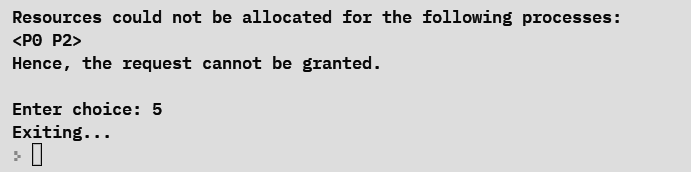 Resources could not be allocated for the following processes:
<P0 P2>
Hence, the request cannot be granted.
Enter choice: 5
Exiting...